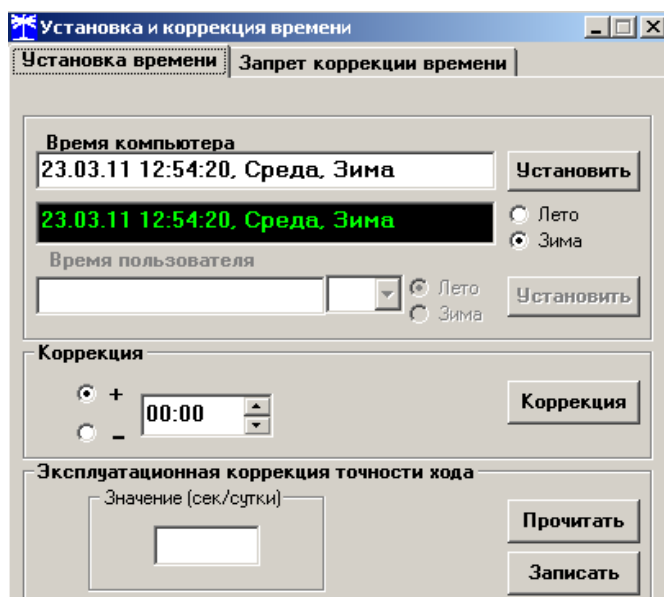 Установка и коррекция времени
Установка времени Запрет коррекции времени
Время компьютера
23.03.11 12:54:20, Среда, Зима Установить
23.03.11 12:54:20, Среда, Зима Лето
Зима
Время пользователя
Лето Установить
Зима
Коррекция
+
00:00 Коррекция
–
Эксплуатационная коррекция точности хода
Значение (сек/сутки)
Прочитать
Записать